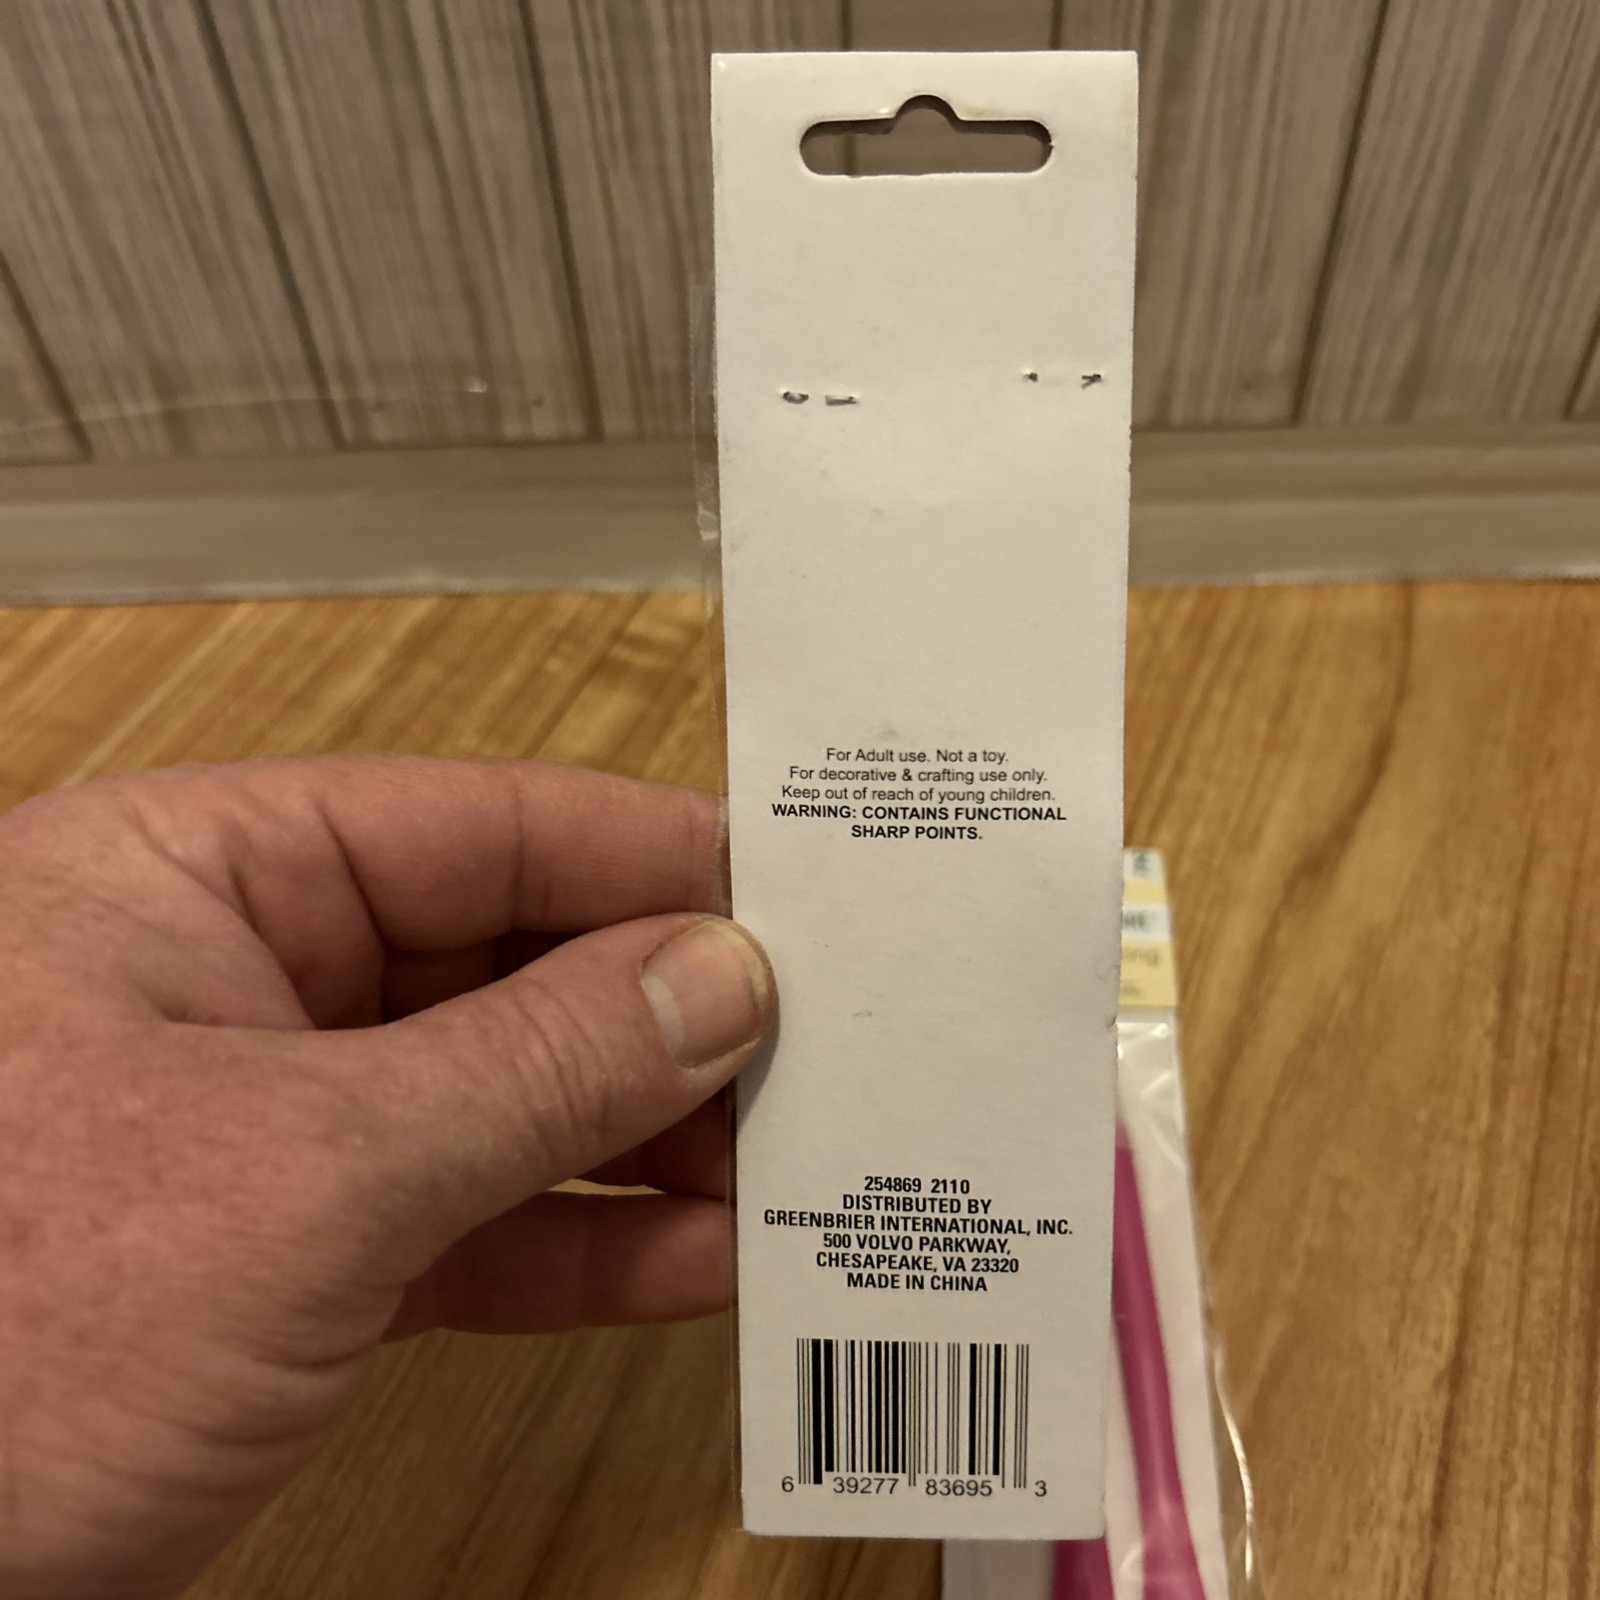 For Adult use. Not a toy.
For decorative & crafting use only.
Keep out of reach of young children.
WARNING: CONTAINS FUNCTIONAL
SHARP POINTS.
254869 2110
DISTRIBUTED BY
GREENBRIER INTERNATIONAL, INC.
500 VOLVO PARKWAY,
CHESAPEAKE, VA 23320
MADE IN CHINA
6 39277 83695 3